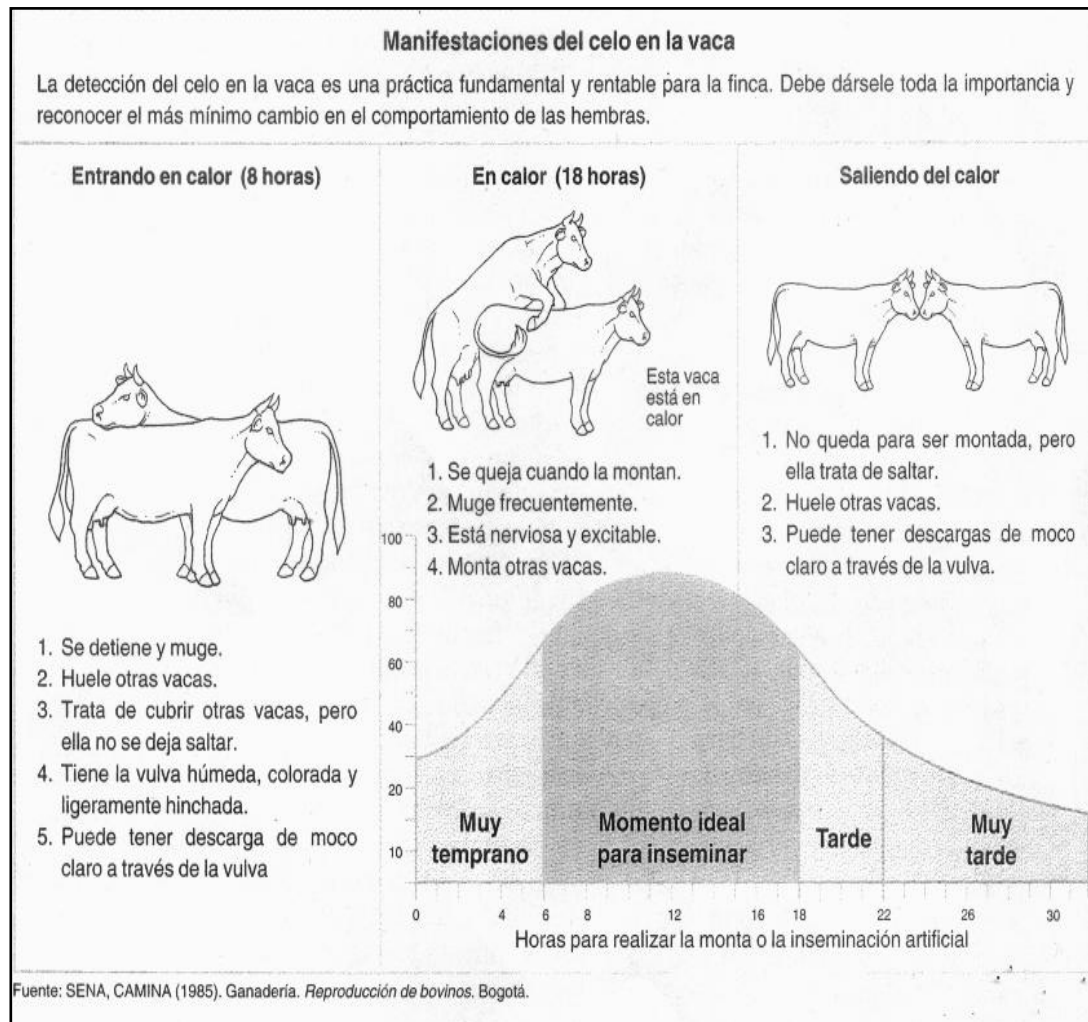 Manifestaciones del celo en la vaca
La detección del celo en la vaca es una práctica fundamental y rentable para la finca. Debe dársele toda la importancia y
reconocer el más mínimo cambio en el comportamiento de las hembras.
Entrando en calor (8 horas)
1. Se detiene y muge.
2. Huele otras vacas.
3. Trata de cubrir otras vacas, pero
ella no se deja saltar.
4. Tiene la vulva húmeda, colorada y
ligeramente hinchada.
5. Puede tener descarga de moco
claro a través de la vulva
En calor (18 horas)
Esta vaca
está en
calor
1. Se queja cuando la montan.
2. Muge frecuentemente.
3. Está nerviosa y excitable.
4. Monta otras vacas.
Saliendo del calor
1. No queda para ser montada, pero
ella trata de saltar.
2. Huele otras vacas.
3. Puede tener descargas de moco
claro a través de la vulva.
100
80
60
40
20
10
Muy
temprano
Momento ideal
para inseminar
Tarde
Muy
tarde
0 4 6 8 12 16 18 22 26 30
Horas para realizar la monta o la inseminación artificial
Fuente: SENA, CAMINA (1985). Ganadería. Reproducción de bovinos. Bogotá.